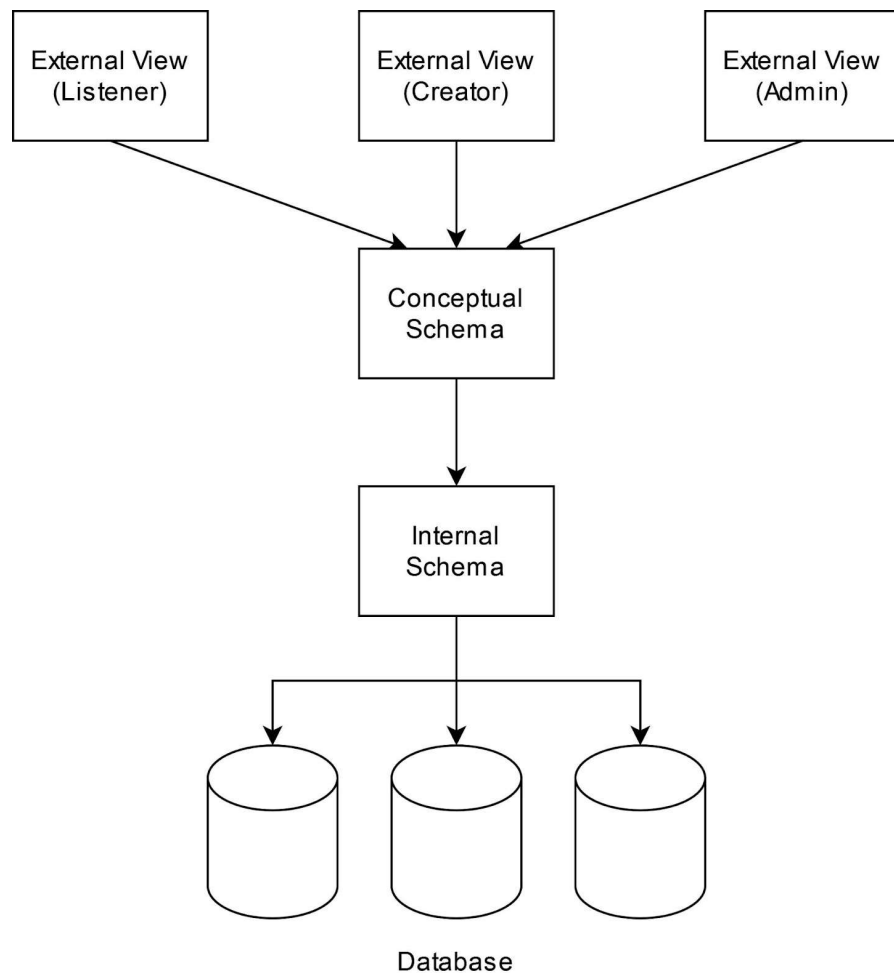 External View
(Listener)
External View
(Creator)
External View
(Admin)
Conceptual
Schema
Internal
Schema
Database